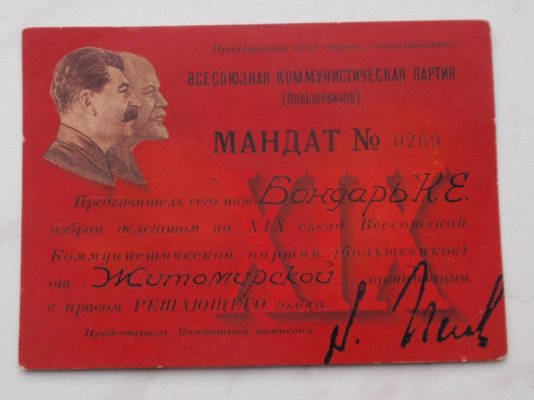 Пролетарии всех стран, соединяйтесь!
ВСЕСОЮЗНАЯ КОММУНИСТИЧЕСКАЯ ПАРТИЯ
(большевиков)
МАНДАТ № 0269
Предъявитель сего тов. Бондарь К.Е.
избран делегатом на XIX съезд Всесоюзной
Коммунистической партии (большевиков)
от Житомирской организации
с правом РЕШАЮЩЕГО голоса.
Председатель Мандатной комиссии
XIX